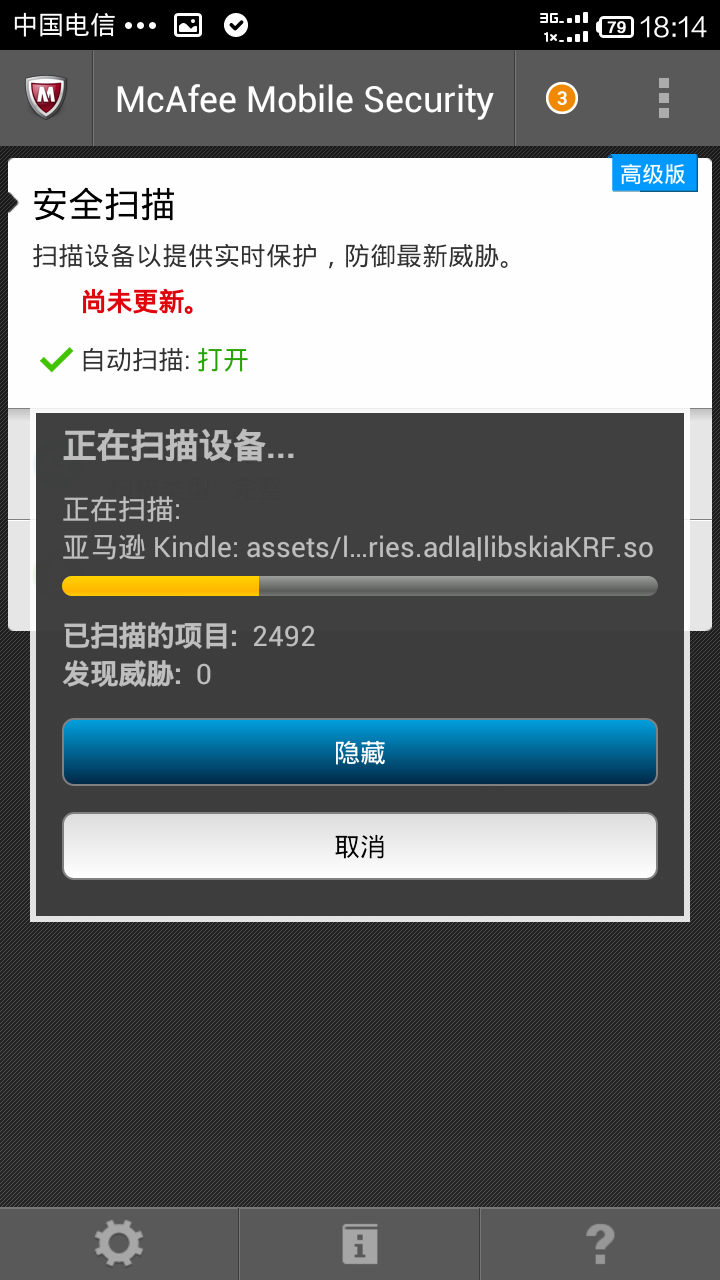 中国电信 ••• 3G 1× 79 18:14
McAfee Mobile Security 3
高级版
安全扫描
扫描设备以提供实时保护，防御最新威胁。
尚未更新。
自动扫描: 打开
正在扫描设备...
正在扫描:
亚马逊 Kindle: assets/l...ries.adla|libskiaKRF.so
已扫描的项目: 2492
发现威胁: 0
隐藏
取消